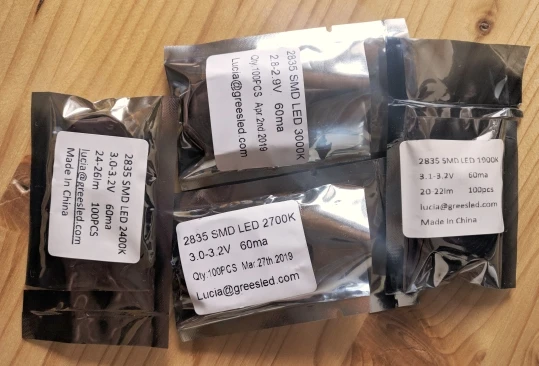 2835 SMD LED 2400K
3.0-3.2V 60ma
24-26lm 100PCS
lucia@greesled.com
Made In China
2835 SMD LED 3000K
2.8-2.9V 60ma
Qty:100PCS Apr.2nd 2019
Lucia@greesled.com
2835 SMD LED 2700K
3.0-3.2V 60ma
Qty:100PCS Mar.27th 2019
Lucia@greesled.com
2835 SMD LED 1900K
3.1-3.2V 60ma
20-22lm 100pcs
lucia@greesled.com
Made In China